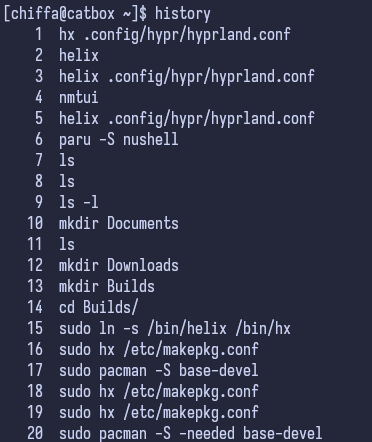 [chiffa@catbox ~]$ history
1 hx .config/hypr/hyprland.conf
2 helix
3 helix .config/hypr/hyprland.conf
4 nmtui
5 helix .config/hypr/hyprland.conf
6 paru -S nushell
7 ls
8 ls
9 ls -l
10 mkdir Documents
11 ls
12 mkdir Downloads
13 mkdir Builds
14 cd Builds/
15 sudo ln -s /bin/helix /bin/hx
16 sudo hx /etc/makepkg.conf
17 sudo pacman -S base-devel
18 sudo hx /etc/makepkg.conf
19 sudo hx /etc/makepkg.conf
20 sudo pacman -S -needed base-devel